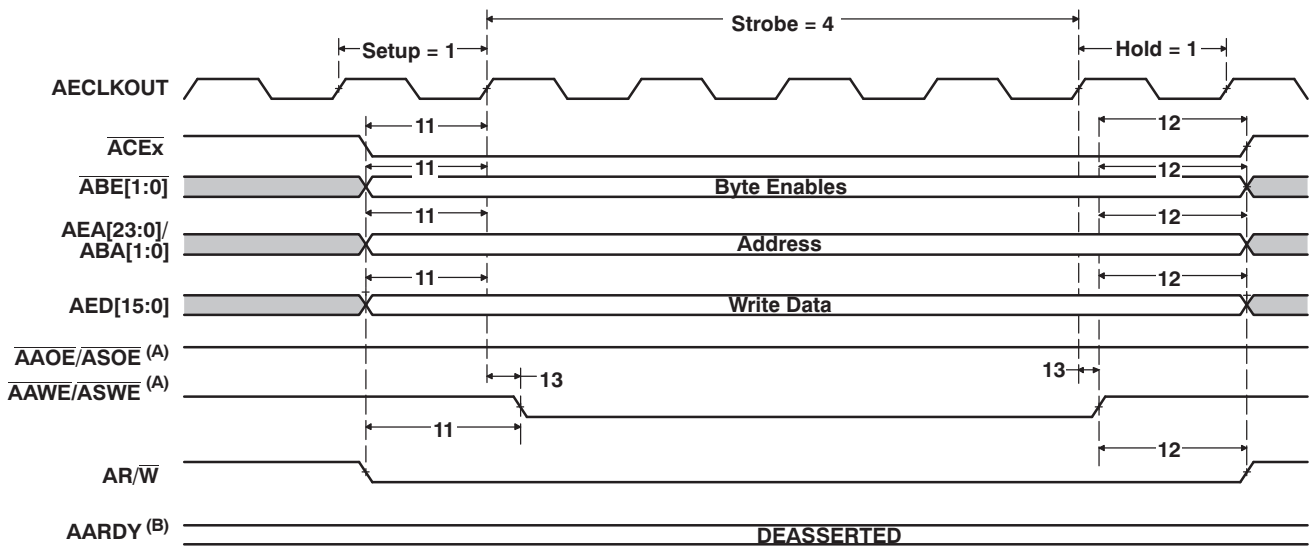 Strobe = 4
Setup = 1
Hold = 1
AECLKOUT
11
12
ACEx
11
12
ABE[1:0]
Byte Enables
11
12
AEA[23:0]/
ABA[1:0]
Address
11
12
AED[15:0]
Write Data
AAOE/ASOE (A)
13
13
AAWE/ASWE (A)
11
12
AR/W
AARDY (B)
DEASSERTED